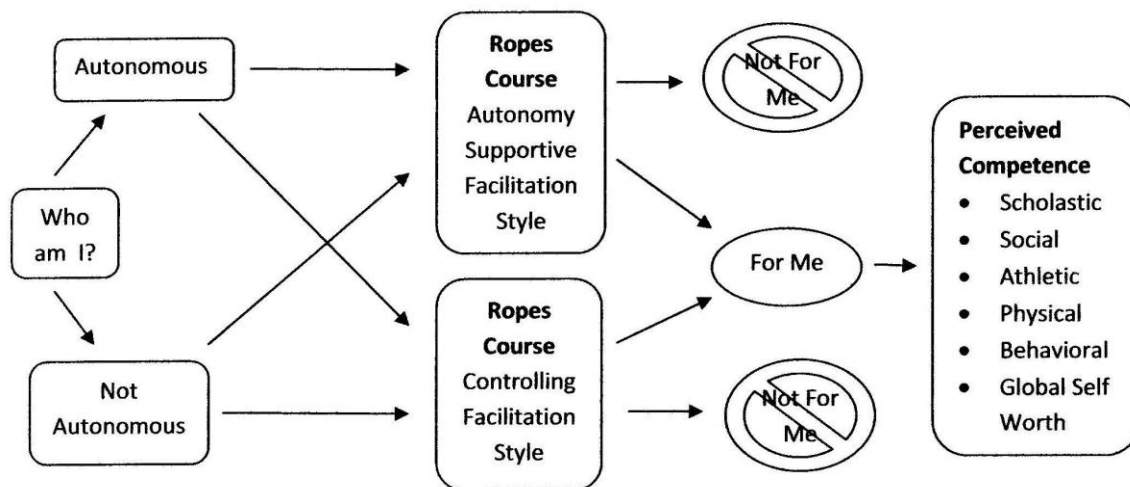 Who
am I?
Autonomous
Not
Autonomous
Ropes
Course
Autonomy
Supportive
Facilitation
Style
Ropes
Course
Controlling
Facilitation
Style
Not For
Me
For Me
Not For
Me
Perceived
Competence
• Scholastic
• Social
• Athletic
• Physical
• Behavioral
• Global Self
Worth